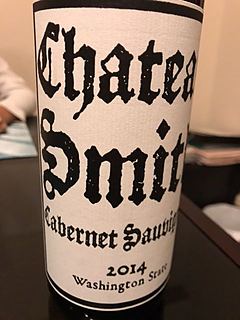 Chatea
Smit
Cabernet Sauvig
2014
Washington State